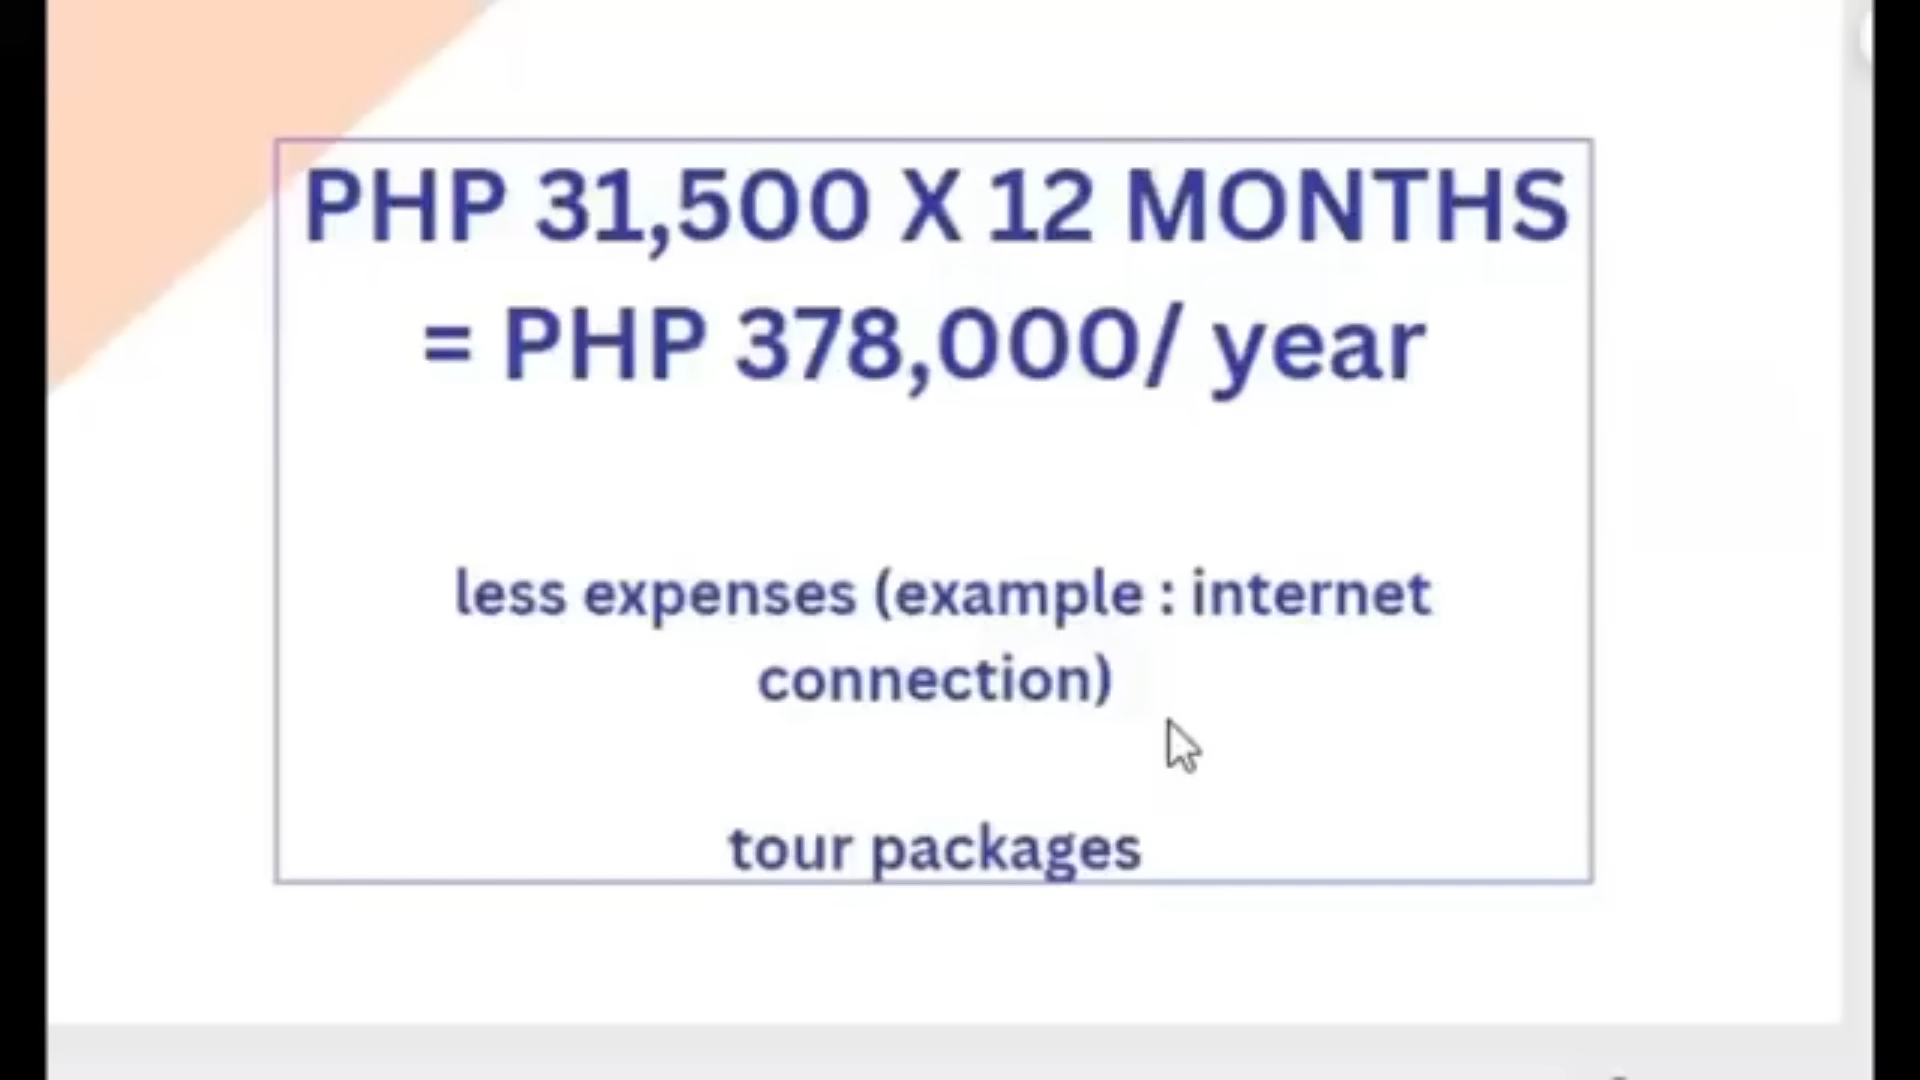 PHP 31,500 X 12 MONTHS
= PHP 378,000/ year
less expenses (example : internet
connection)
tour packages